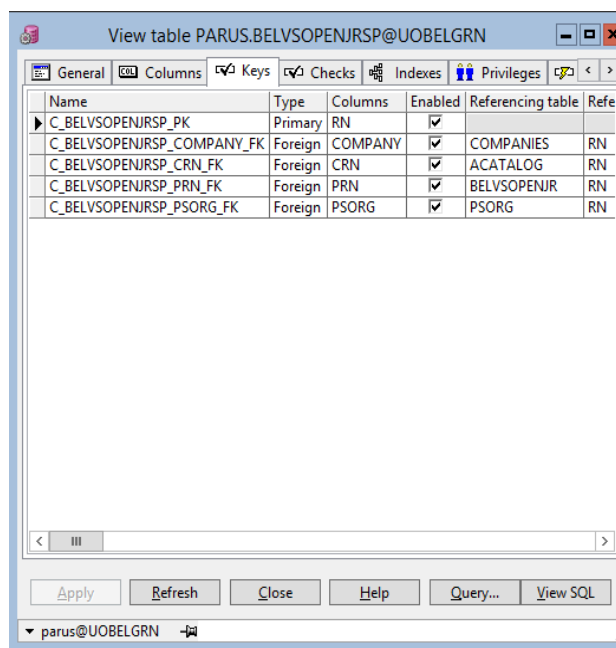 View table PARUS.BELVSOPENJRSP@UOBELGRN
General Columns Keys Checks Indexes Privileges
Name Type Columns Enabled Referencing table Refe
C_BELVSOPENJRSP_PK Primary RN
C_BELVSOPENJRSP_COMPANY_FK Foreign COMPANY COMPANIES RN
C_BELVSOPENJRSP_CRN_FK Foreign CRN ACATALOG RN
C_BELVSOPENJRSP_PRN_FK Foreign PRN BELVSOPENJR RN
C_BELVSOPENJRSP_PSORG_FK Foreign PSORG PSORG RN
Apply Refresh Close Help Query... View SQL
parus@UOBELGRN